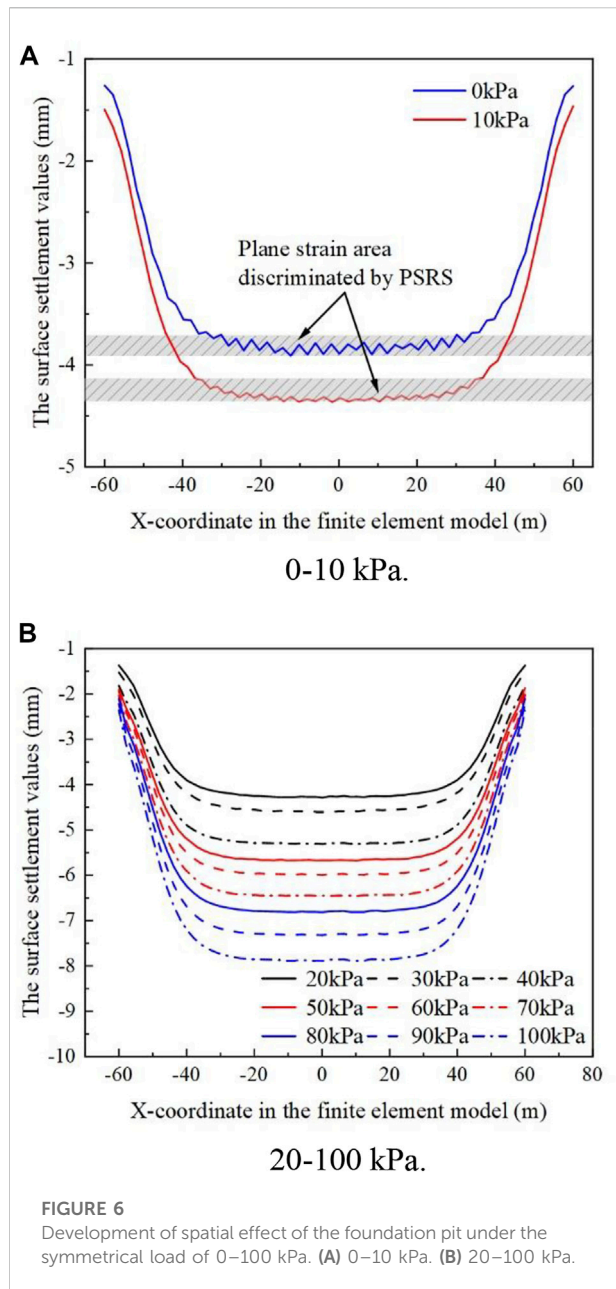 A
-1
-2
-3
-4
-5
The surface settlement values (mm)
0kPa
10kPa
Plane strain area
discriminated by PSRS
-60 -40 -20 0 20 40 60
X-coordinate in the finite element model (m)
0-10 kPa.
B
-1
-2
-3
-4
-5
-6
-7
-8
-9
-10
The surface settlement values (mm)
20kPa 30kPa 40kPa
50kPa 60kPa 70kPa
80kPa 90kPa 100kPa
-60 -40 -20 0 20 40 60 80
X-coordinate in the finite element model (m)
20-100 kPa.
FIGURE 6
Development of spatial effect of the foundation pit under the
symmetrical load of 0–100 kPa. (A) 0–10 kPa. (B) 20–100 kPa.